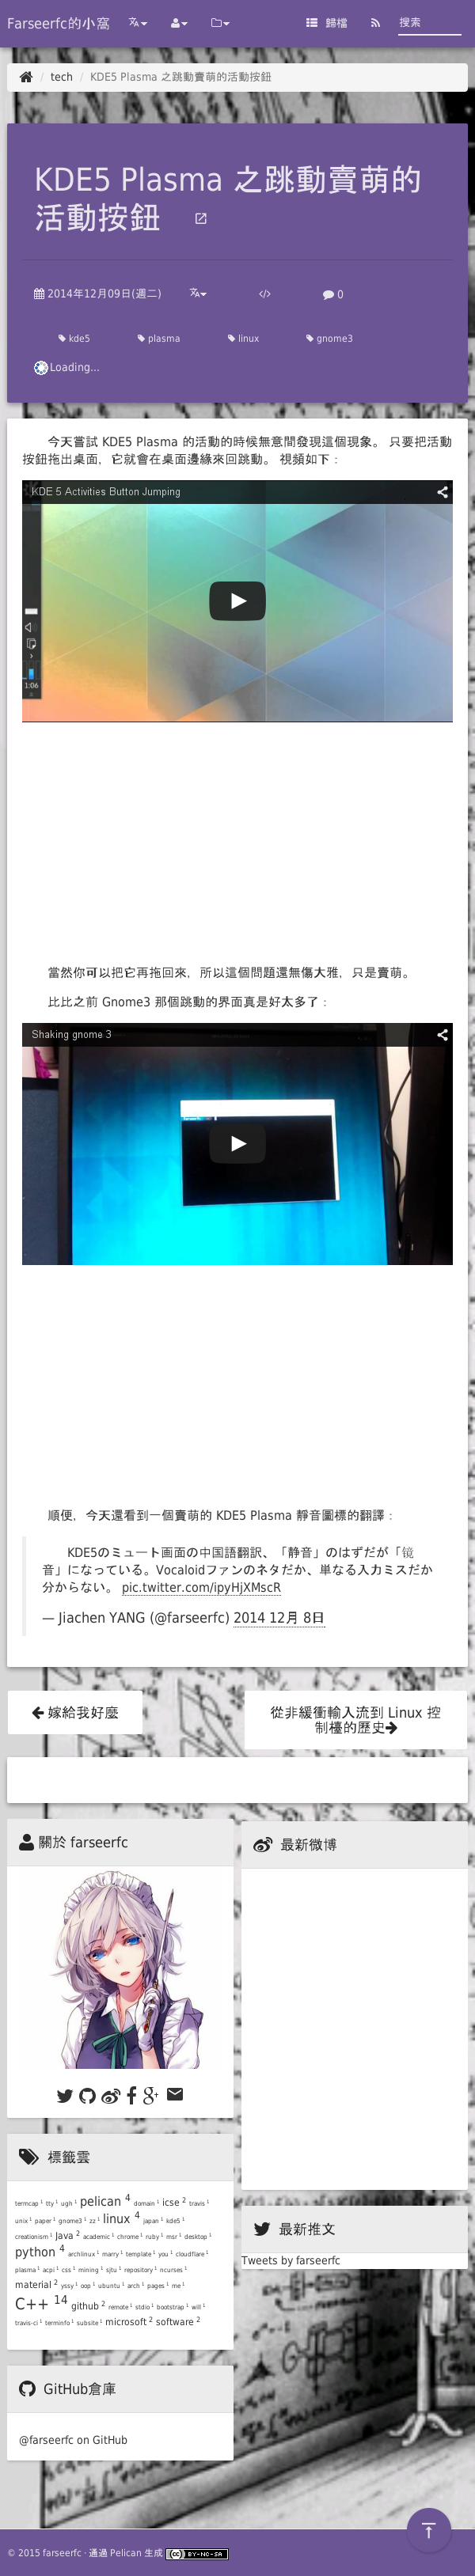 Farseerfc的小窩
歸檔
搜索
/ tech / KDE5 Plasma 之跳動賣萌的活動按鈕
KDE5 Plasma 之跳動賣萌的
活動按鈕
2014年12月09日(週二)
</> 0
kde5 plasma linux gnome3
Loading...
今天嘗試 KDE5 Plasma 的活動的時候無意間發現這個現象。 只要把活動
按鈕拖出桌面，它就會在桌面邊緣來回跳動。 視頻如下：
KDE 5 Activities Button Jumping
1:06
當然你可以把它再拖回來，所以這個問題還無傷大雅，只是賣萌。
比比之前 Gnome3 那個跳動的界面真是好太多了：
Shaking gnome 3
順便，今天還看到一個賣萌的 KDE5 Plasma 靜音圖標的翻譯：
KDE5のミュート画面の中国語翻訳、「静音」のはずだが「镜
音」になっている。Vocaloidファンのネタだか、単なる入力ミスだか
分からない。 pic.twitter.com/ipyHjXMscR
— Jiachen YANG (@farseerfc) 2014 12月 8日
嫁給我好麼
從非緩衝輸入流到 Linux 控
制檯的歷史
關於 farseerfc
標籤雲
termcap 1 tty 1 ugh 1 pelican 4 domain 1 icse 2 travis 1
unix 1 paper 1 gnome3 1 zz 1 linux 4 japan 1 kde5 1
creationism 1 Java 2 academic 1 chrome 1 ruby 1 msr 1 desktop 1
python 4 archlinux 1 marry 1 template 1 you 1 cloudflare 1
plasma 1 acpi 1 css 1 mining 1 sjtu 1 repository 1 ncurses 1
material 2 yssy 1 oop 1 ubuntu 1 arch 1 pages 1 me 1
C++ 14 github 2 remote 1 stdio 1 bootstrap 1 will 1
travis-ci 1 terminfo 1 subsite 1 microsoft 2 software 2
GitHub倉庫
@farseerfc on GitHub
最新微博
最新推文
Tweets by farseerfc
© 2015 farseerfc · 通過 Pelican 生成 BY-NC-SA